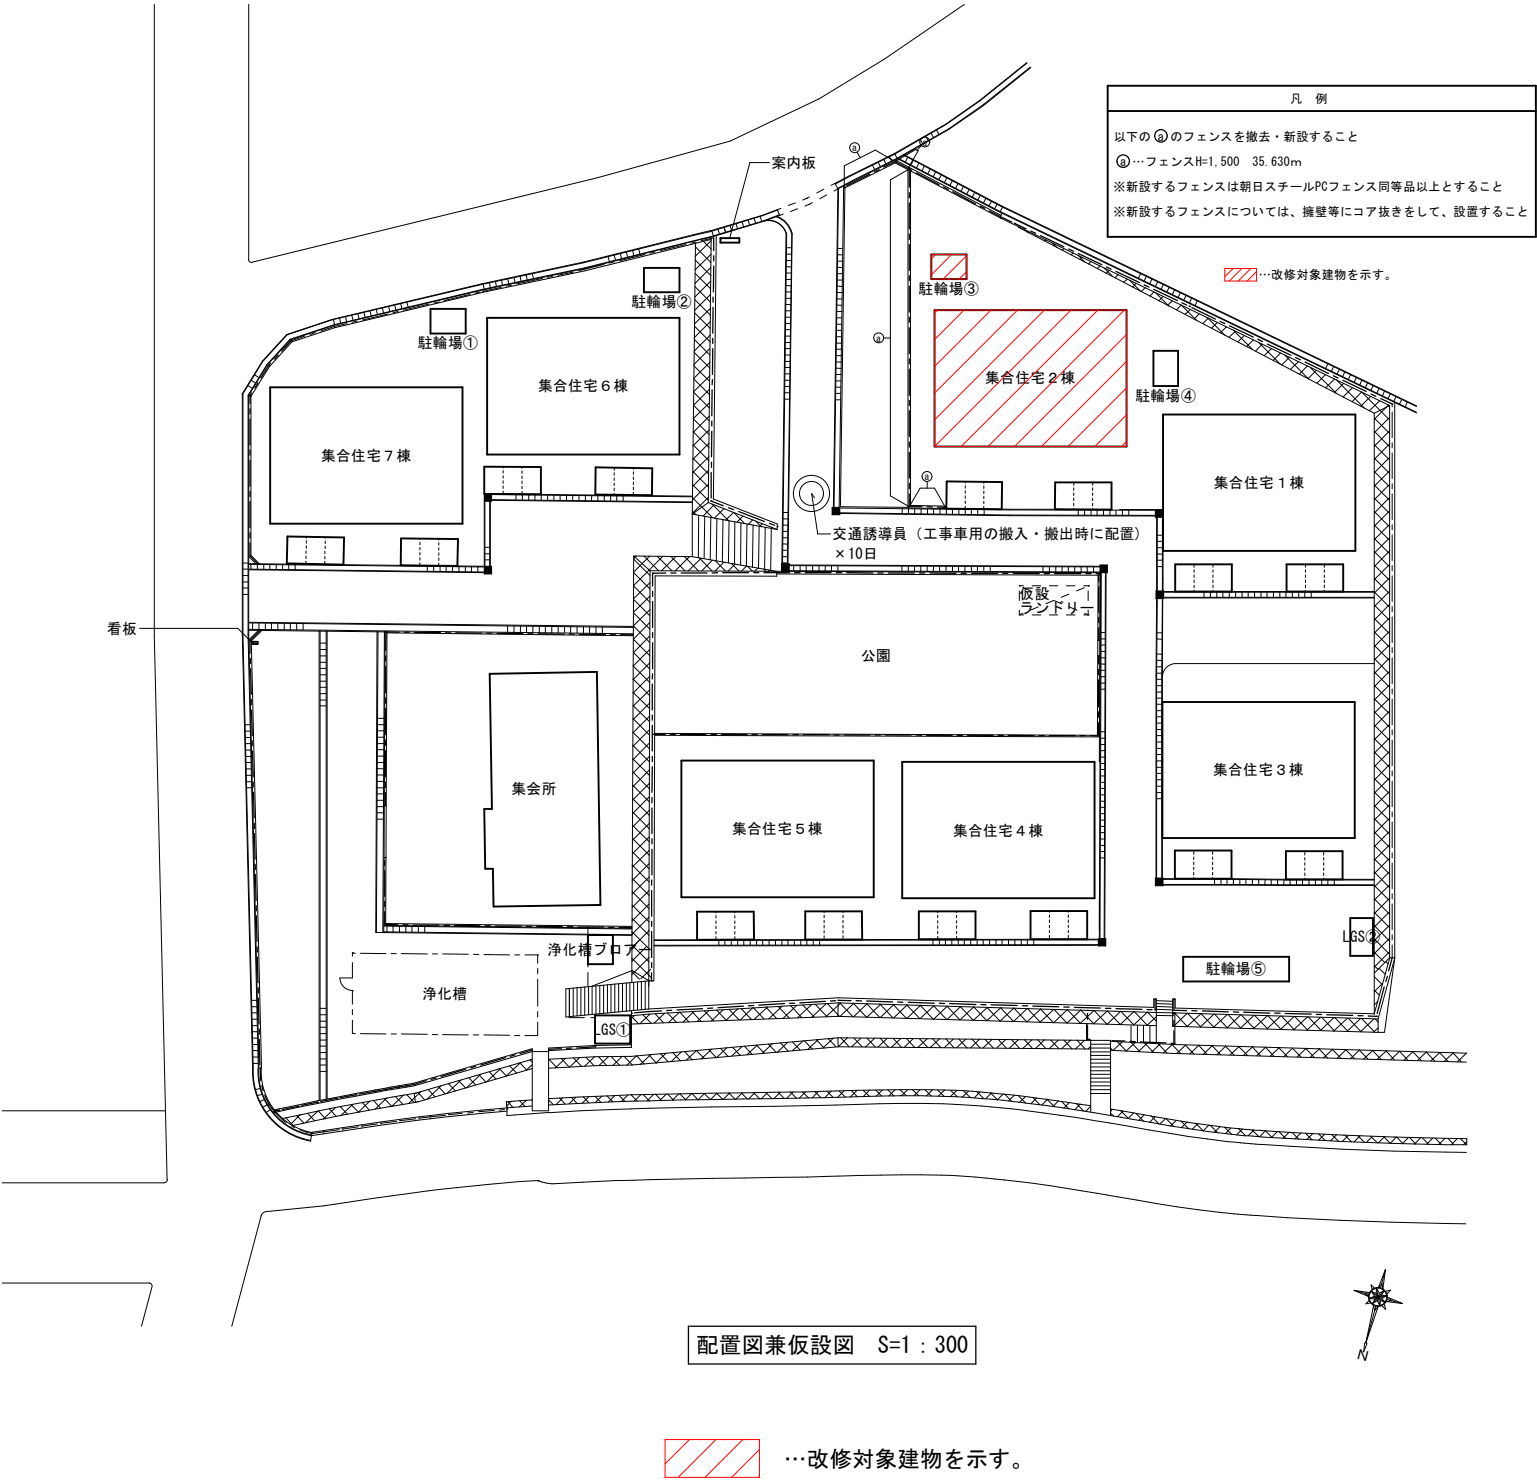 凡 例
以下の ⓐ のフェンスを撤去・新設すること
ⓐ…フェンスH=1,500 35.630m
※新設するフェンスは朝日スチールPCフェンス同等品以上とすること
※新設するフェンスについては、擁壁等にコア抜きをして、設置すること
…改修対象建物を示す。
ⓐ
ⓐ
案内板
駐輪場③
駐輪場②
駐輪場①
ⓐ
集合住宅２棟
集合住宅６棟
駐輪場④
集合住宅７棟
集合住宅１棟
ⓐ
交通誘導員（工事車用の搬入・搬出時に配置）
×10日
仮設
ランドリー
看板
公園
集合住宅３棟
集会所
集合住宅５棟
集合住宅４棟
LGS②
浄化槽ブロアー
駐輪場⑤
浄化槽
LGS①
N
配置図兼仮設図 S=1：300
…改修対象建物を示す。